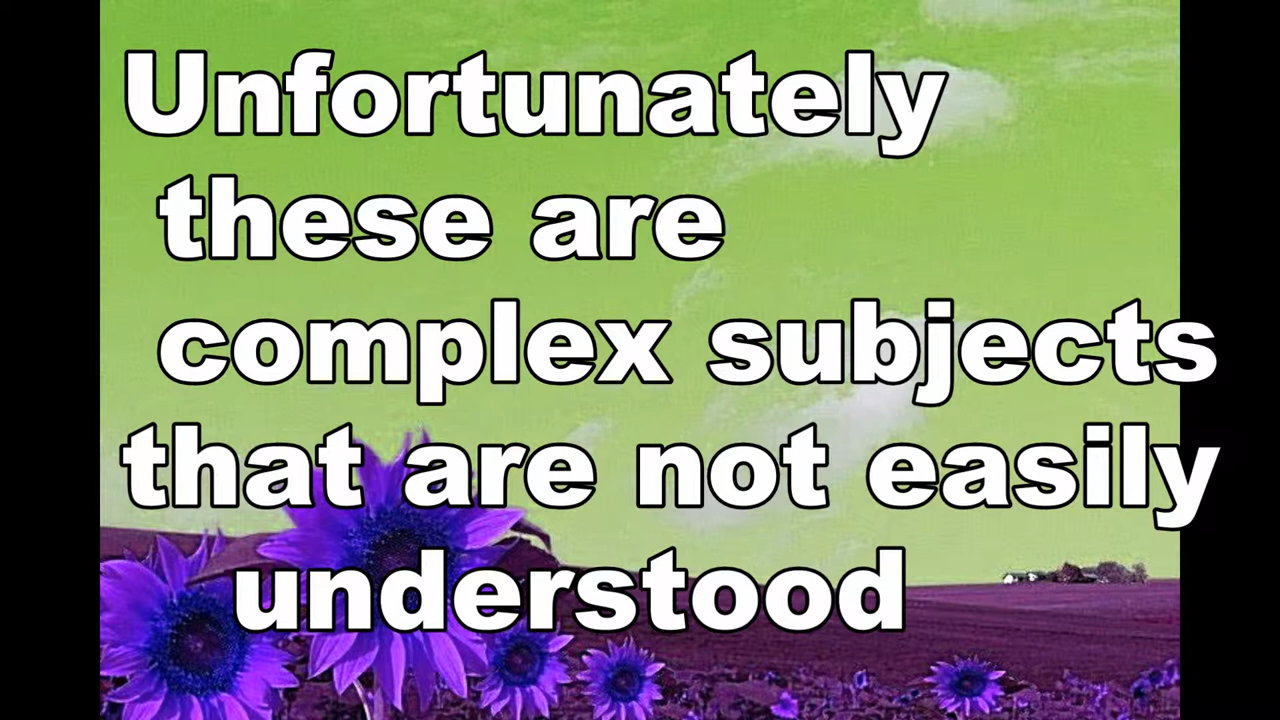 Unfortunately
these are
complex subjects
that are not easily
understood